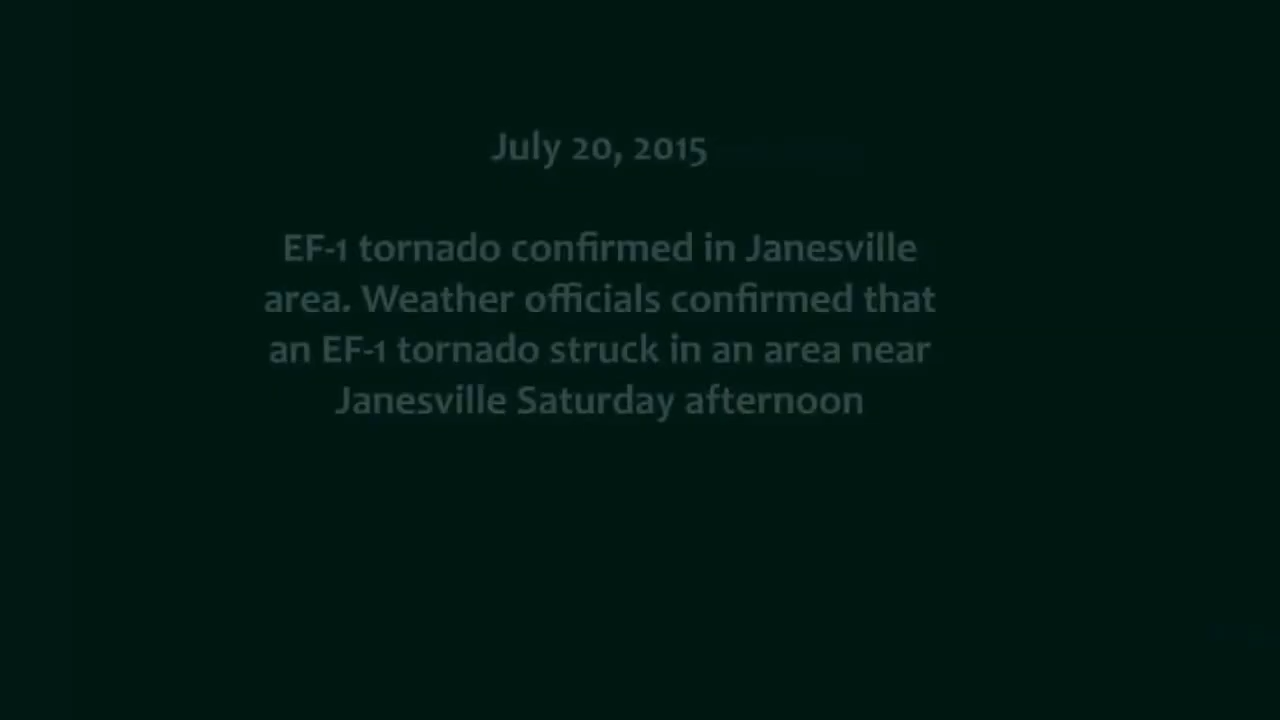 July 20, 2015
EF-1 tornado confirmed in Janesville
area. Weather officials confirmed that
an EF-1 tornado struck in an area near
Janesville Saturday afternoon